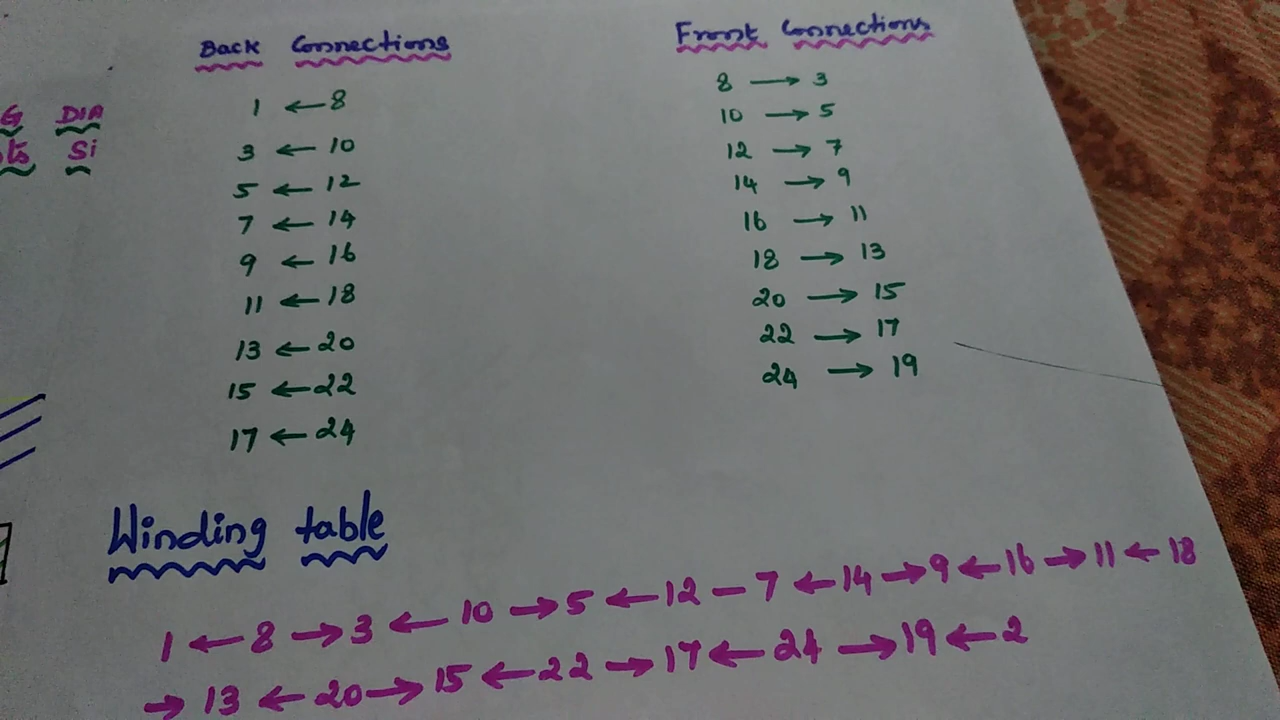 Back Connections
1 ← 8
3 ← 10
5 ← 12
7 ← 14
9 ← 16
11 ← 18
13 ← 20
15 ← 22
17 ← 24
Front Connections
8 → 3
10 → 5
12 → 7
14 → 9
16 → 11
18 → 13
20 → 15
22 → 17
24 → 19
G DIA
ts Si
Winding table
1 ← 8 → 3 ← 10 → 5 ← 12 — 7 ← 14 → 9 ← 16 → 11 ← 18
→ 13 ← 20 → 15 ← 22 → 17 ← 24 → 19 ← 2